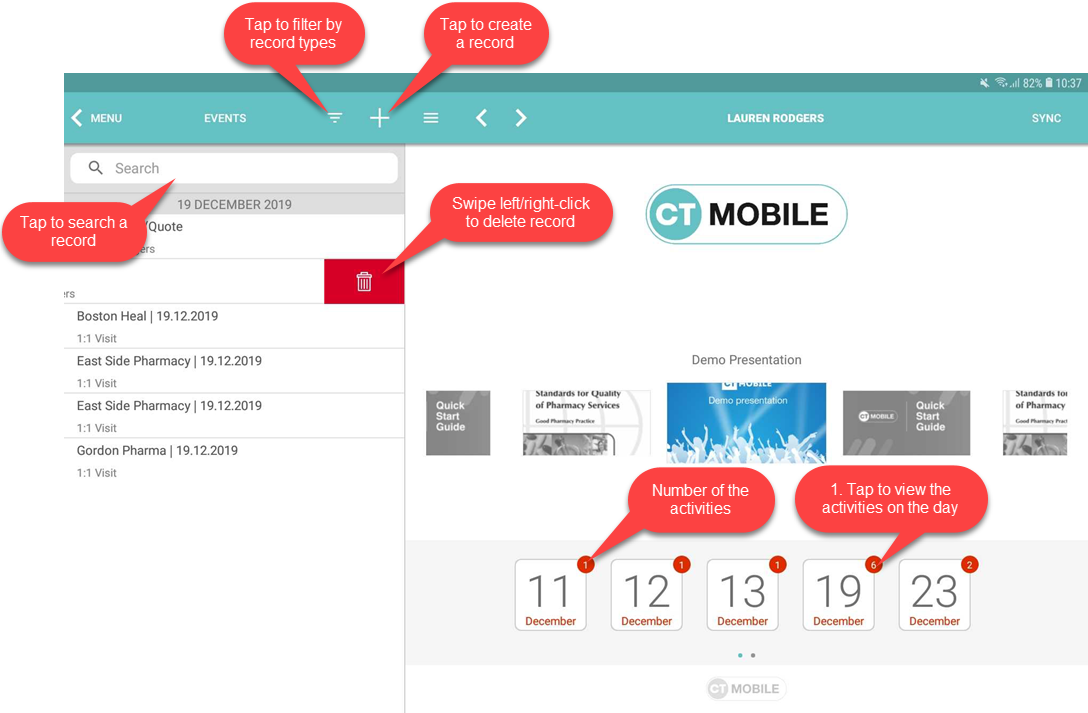 Tap to filter by
record types
Tap to create
a record
82% 10:37
MENU
EVENTS
LAUREN RODGERS
SYNC
Search
19 DECEMBER 2019
Tap to search a
record
/Quote
Swipe left/right-click
to delete record
CT MOBILE
Boston Heal | 19.12.2019
1:1 Visit
East Side Pharmacy | 19.12.2019
1:1 Visit
East Side Pharmacy | 19.12.2019
1:1 Visit
Gordon Pharma | 19.12.2019
1:1 Visit
Demo Presentation
Quick
Start
Guide
Standards for Quality
of Pharmacy Services
Good Pharmacy Practice
CT MOBILE
Demo presentation
CT MOBILE
Quick
Start
Guide
Standards for
of Pharmacy
Good Pharmacy Pract
Number of the
activities
1. Tap to view the
activities on the day
1
11
December
1
12
December
1
13
December
6
19
December
2
23
December
CT MOBILE